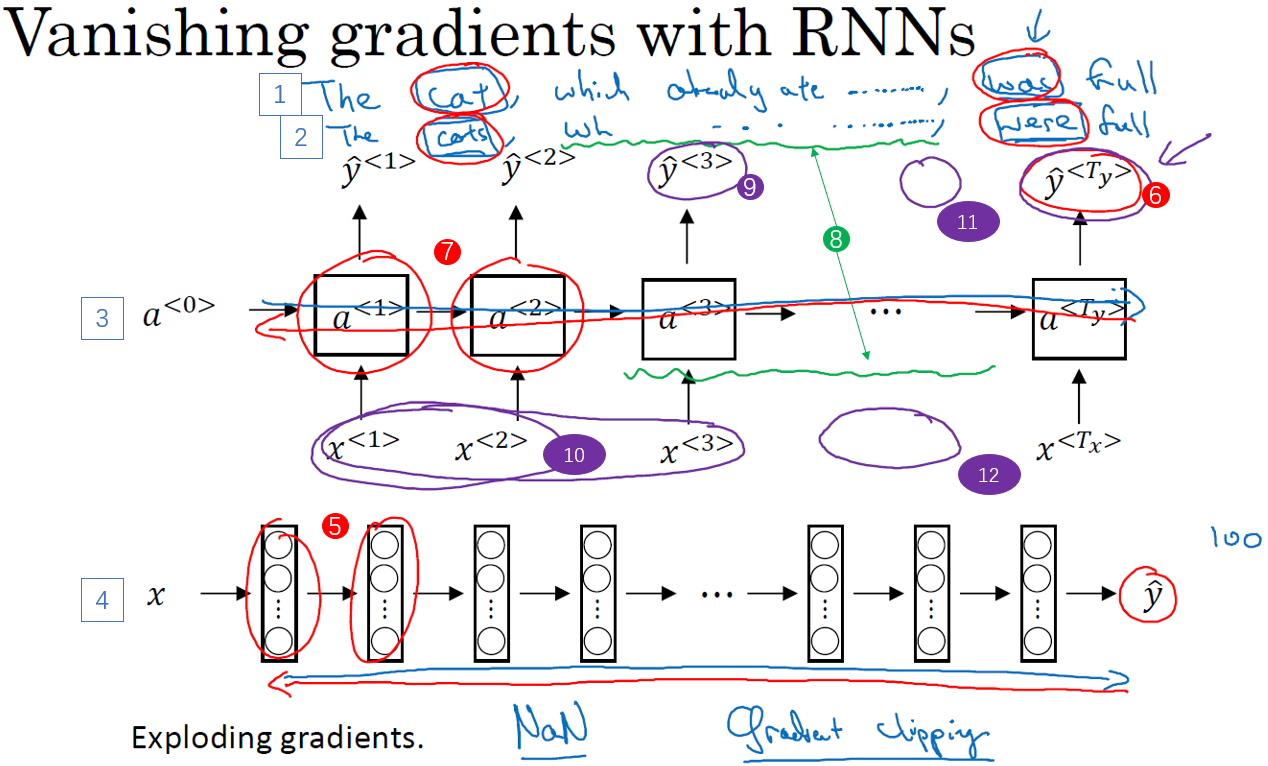 Vanishing gradients with RNNs
1 The cat, which already ate ........, was full
2 The cats, wh . . . ........, were full
ŷ<1> ŷ<2> ŷ<3> 9 11 ŷ<Ty> 6
7 8
3 a<0> a<1> a<2> a<3> ... a<Ty>
x<1> x<2> 10 x<3> 12 x<Tx>
5
100
4 x ... ŷ
Exploding gradients. NaN Gradient clipping